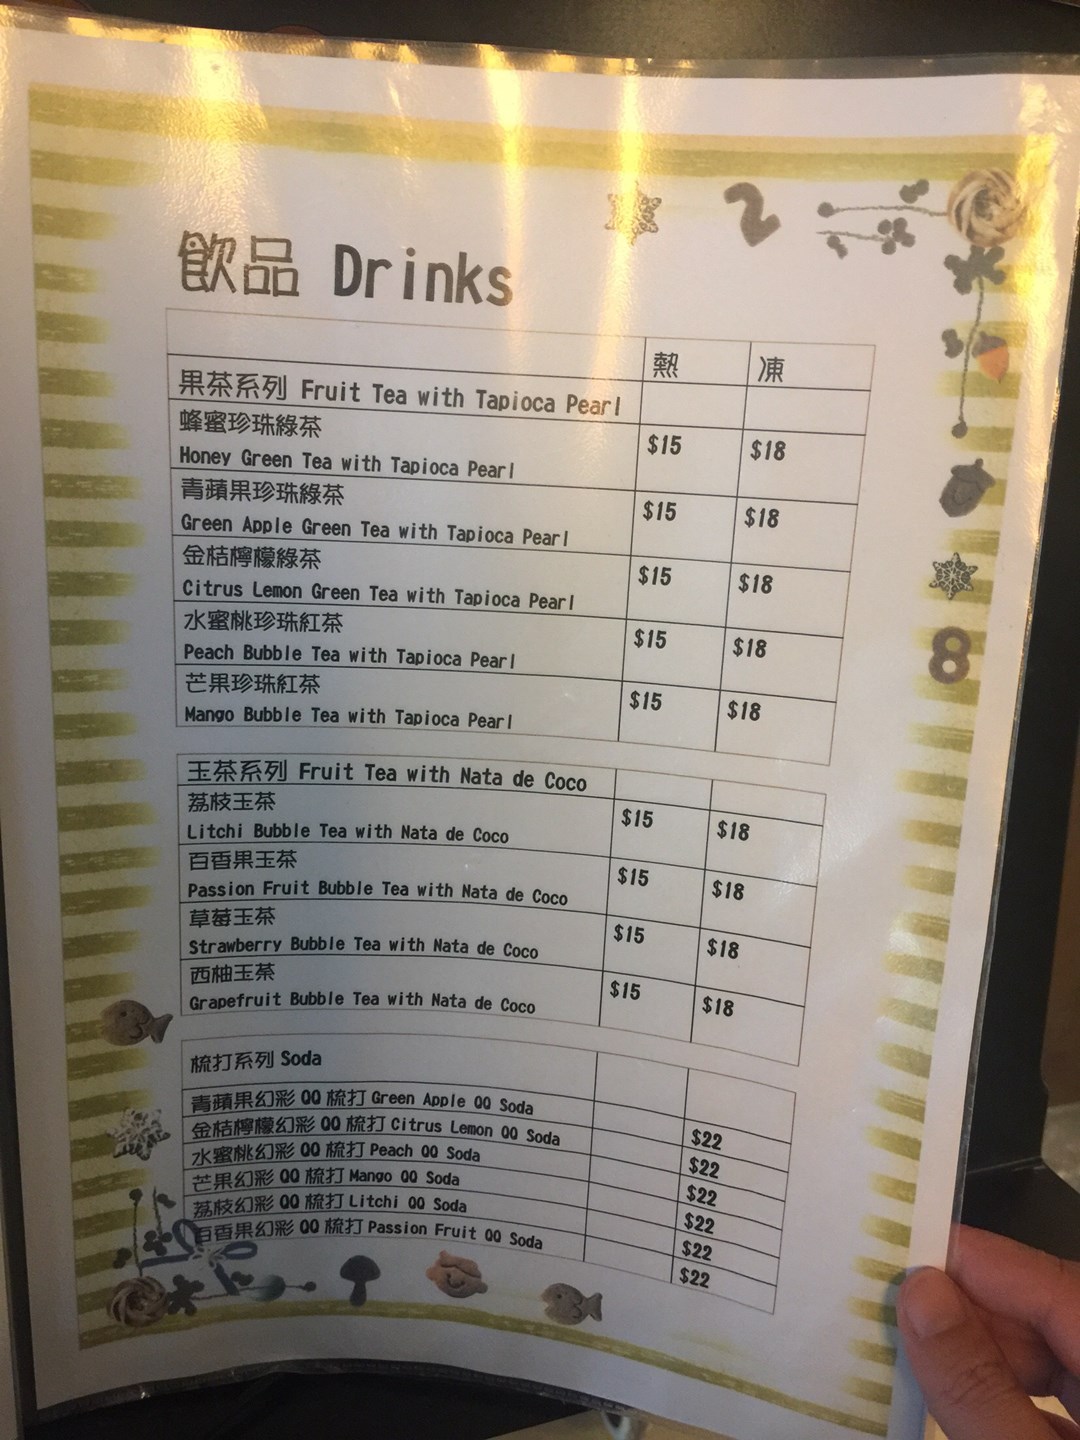 2
飲品 Drinks
熱 凍
果茶系列 Fruit Tea with Tapioca Pearl
蜂蜜珍珠綠茶
Honey Green Tea with Tapioca Pearl $15 $18
青蘋果珍珠綠茶
Green Apple Green Tea with Tapioca Pearl $15 $18
金桔檸檬綠茶
Citrus Lemon Green Tea with Tapioca Pearl $15 $18
水蜜桃珍珠紅茶
Peach Bubble Tea with Tapioca Pearl $15 $18
芒果珍珠紅茶
Mango Bubble Tea with Tapioca Pearl $15 $18
8
玉茶系列 Fruit Tea with Nata de Coco
荔枝玉茶
Litchi Bubble Tea with Nata de Coco $15 $18
百香果玉茶
Passion Fruit Bubble Tea with Nata de Coco $15 $18
草莓玉茶
Strawberry Bubble Tea with Nata de Coco $15 $18
西柚玉茶
Grapefruit Bubble Tea with Nata de Coco $15 $18
梳打系列 Soda
青蘋果幻彩 QQ 梳打 Green Apple QQ Soda $22
金桔檸檬幻彩 QQ 梳打 Citrus Lemon QQ Soda $22
水蜜桃幻彩 QQ 梳打 Peach QQ Soda $22
芒果幻彩 QQ 梳打 Mango QQ Soda $22
荔枝幻彩 QQ 梳打 Litchi QQ Soda $22
百香果幻彩 QQ 梳打 Passion Fruit QQ Soda $22